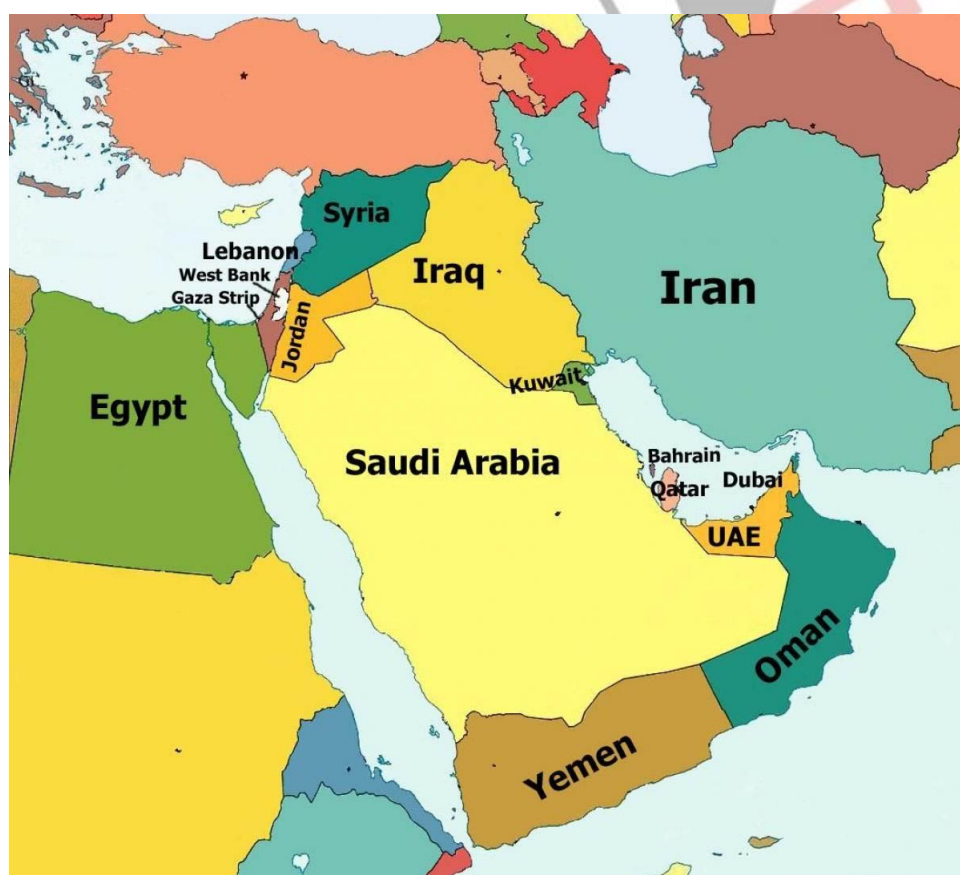 Syria
Lebanon
West Bank
Gaza Strip
Iraq
Iran
Jordan
Kuwait
Egypt
Saudi Arabia
Bahrain
Qatar
Dubai
UAE
Oman
Yemen